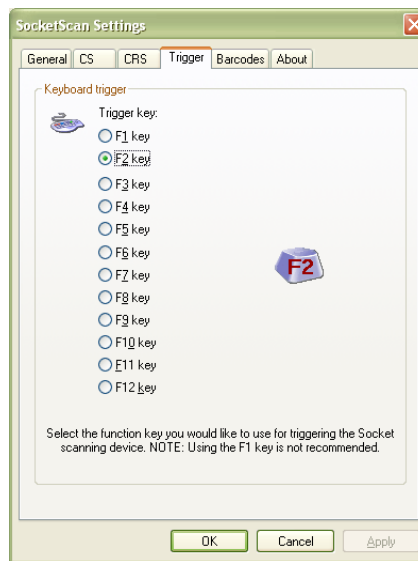 SocketScan Settings
General CS CRS Trigger Barcodes About
Keyboard trigger
Trigger key:
F1 key
F2 key
F3 key
F4 key
F5 key
F6 key
F7 key
F8 key
F9 key
F10 key
F11 key
F12 key
F2
Select the function key you would like to use for triggering the Socket
scanning device. NOTE: Using the F1 key is not recommended.
OK Cancel Apply